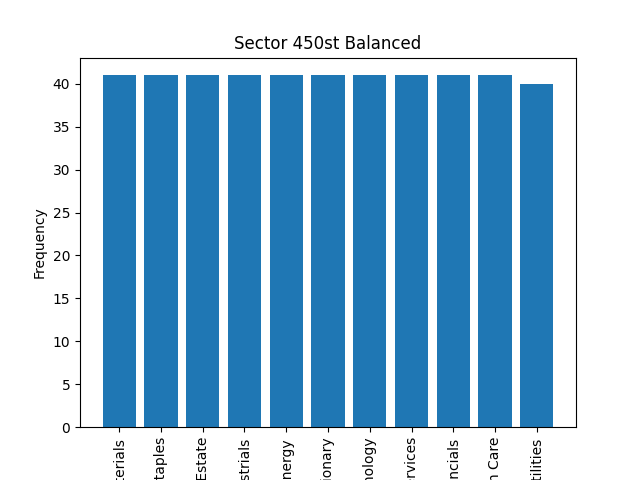 Sector 450st Balanced
Frequency
40
35
30
25
20
15
10
5
0
terials
taples
Estate
strials
nergy
ionary
nology
rvices
ncials
n Care
tilities